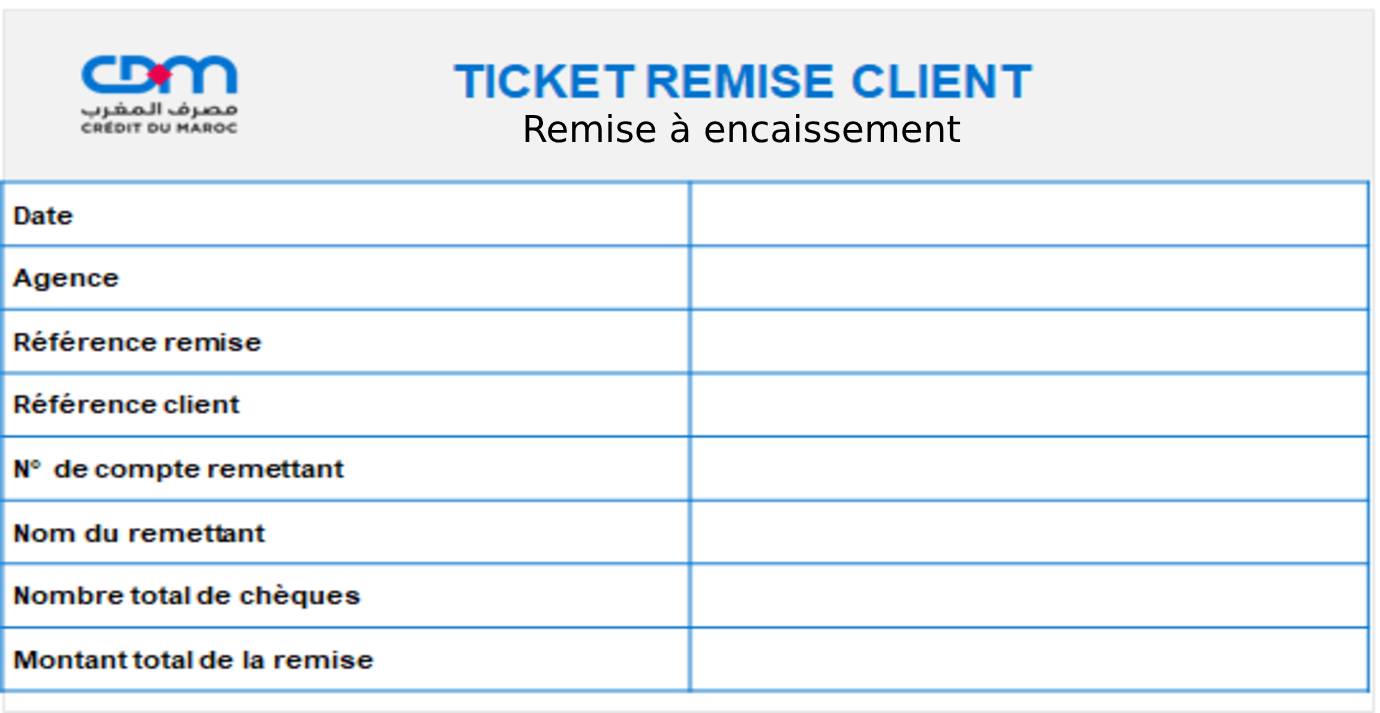 CDM
مصرف المغرب
CRÉDIT DU MAROC
TICKET REMISE CLIENT
Remise à encaissement
Date
Agence
Référence remise
Référence client
N° de compte remettant
Nom du remettant
Nombre total de chèques
Montant total de la remise